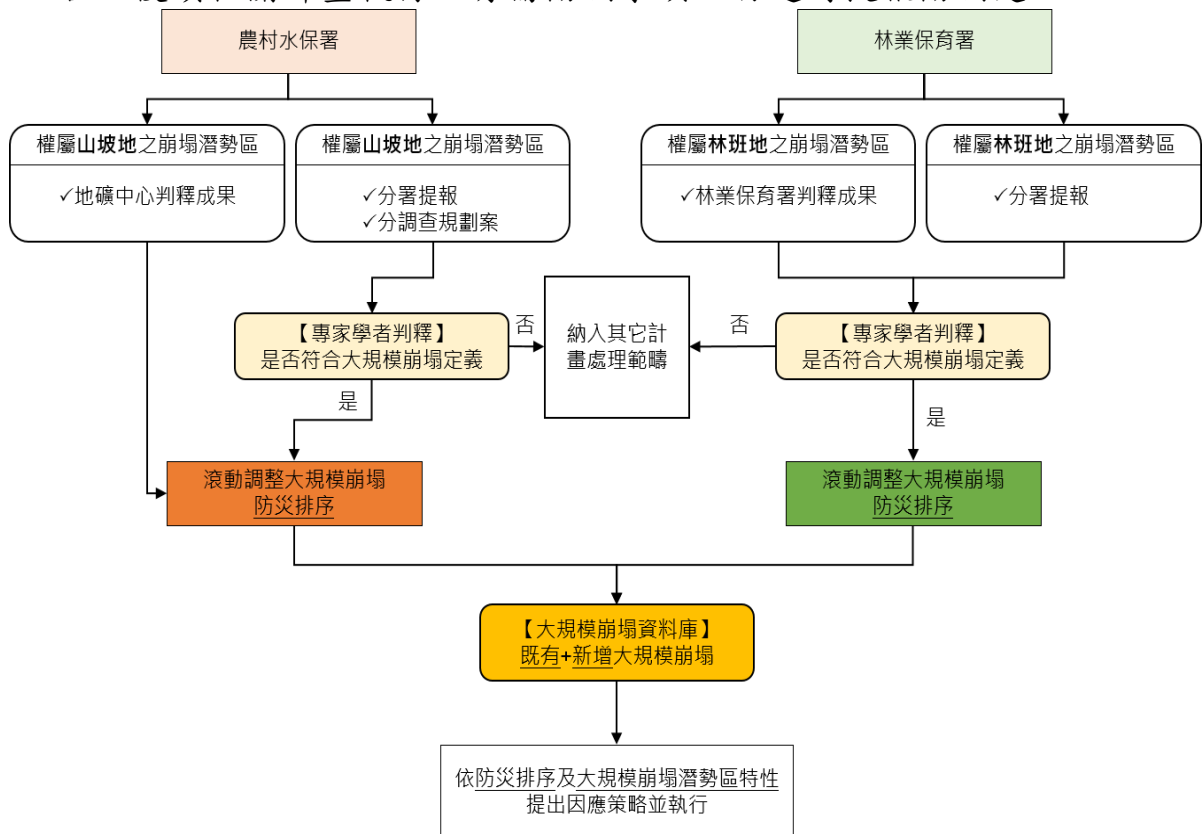 農村水保署
林業保育署
權屬山坡地之崩塌潛勢區
✓地礦中心判釋成果
權屬山坡地之崩塌潛勢區
✓分署提報
✓分調查規劃案
權屬林班地之崩塌潛勢區
✓林業保育署判釋成果
權屬林班地之崩塌潛勢區
✓分署提報
【專家學者判釋】
是否符合大規模崩塌定義
否
納入其它計
畫處理範疇
否
【專家學者判釋】
是否符合大規模崩塌定義
是
是
滾動調整大規模崩塌
防災排序
滾動調整大規模崩塌
防災排序
【大規模崩塌資料庫】
既有+新增大規模崩塌
依防災排序及大規模崩塌潛勢區特性
提出因應策略並執行